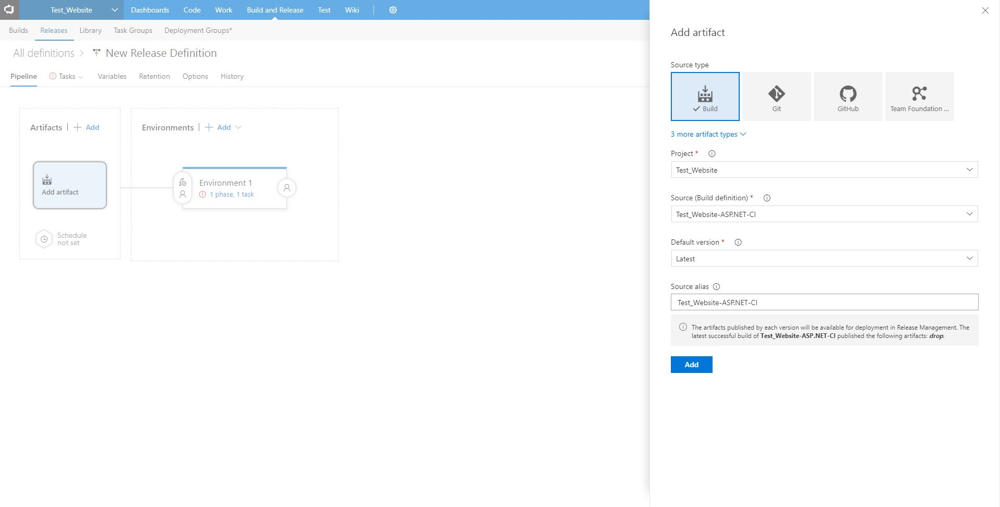 Test_Website
Dashboards
Code
Work
Build and Release
Test
Wiki
Builds
Releases
Library
Task Groups
Deployment Groups*
All definitions
New Release Definition
Pipeline
Tasks
Variables
Retention
Options
History
Artifacts
Add
Environments
Add
Add artifact
Schedule
not set
Environment 1
1 phase, 1 task
Add artifact
Source type
Build
Git
GitHub
Team Foundation ...
3 more artifact types
Project *
Test_Website
Source (Build definition) *
Test_Website-ASP.NET-CI
Default version *
Latest
Source alias
Test_Website-ASP.NET-CI
The artifacts published by each version will be available for deployment in Release Management. The
latest successful build of Test_Website-ASP.NET-CI published the following artifacts: drop.
Add